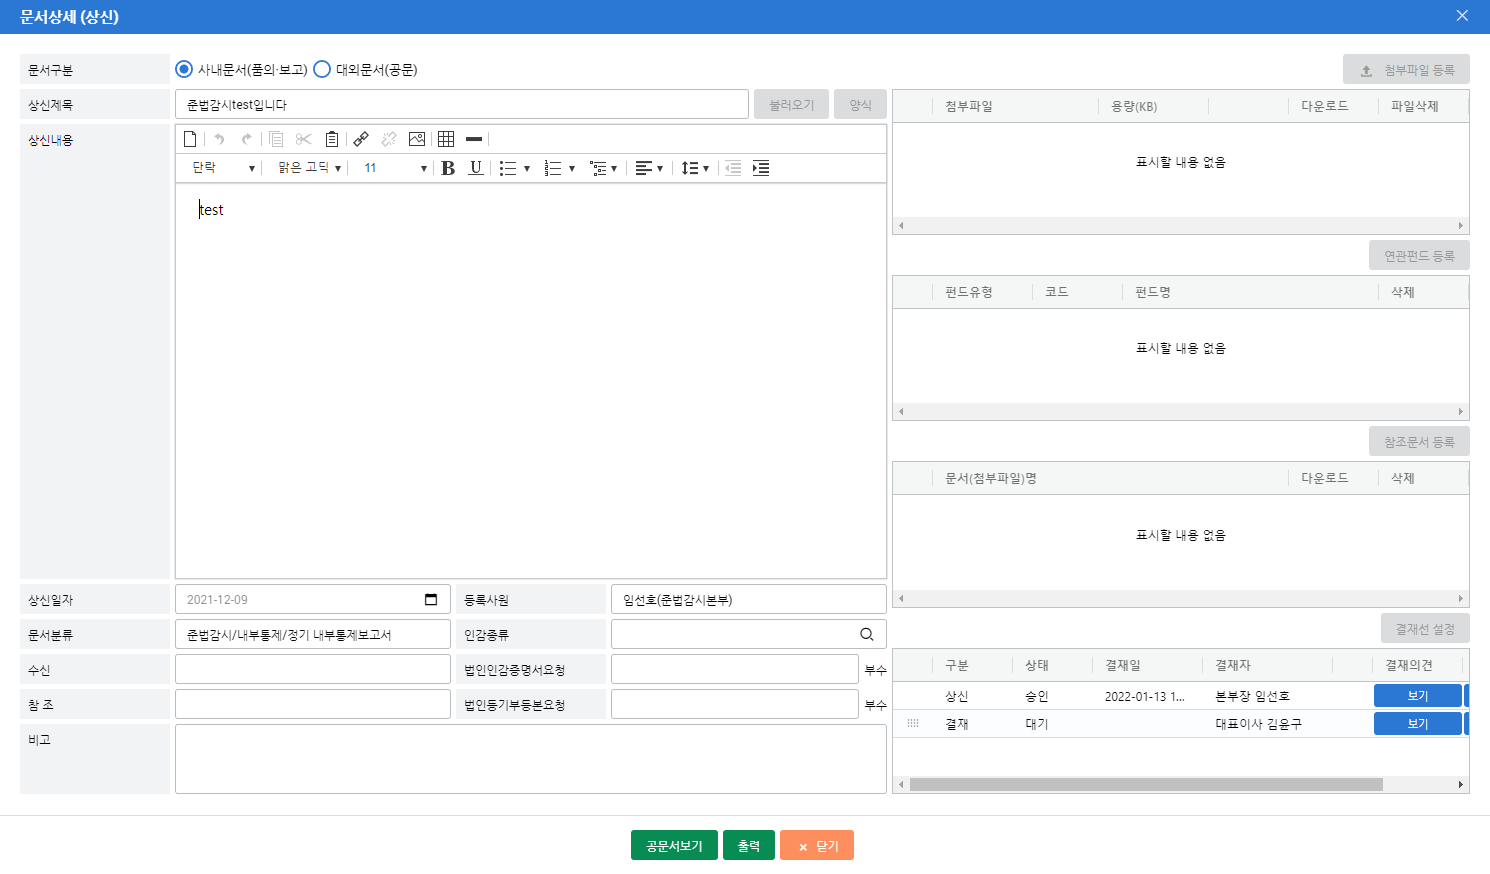 문서상세 (상신)
문서구분
사내문서(품의·보고)
대외문서(공문)
상신제목
준법감시test입니다
불러오기
양식
상신내용
단락
맑은 고딕
11
B
U
test
상신일자
2021-12-09
등록사원
임선호(준법감시본부)
문서분류
준법감시/내부통제/정기 내부통제보고서
인감종류
수신
법인인감증명서요청
부수
참 조
법인등기부등본요청
부수
비고
첨부파일 등록
첨부파일
용량(KB)
다운로드
파일삭제
표시할 내용 없음
연관펀드 등록
펀드유형
코드
펀드명
삭제
표시할 내용 없음
참조문서 등록
문서(첨부파일)명
다운로드
삭제
표시할 내용 없음
결재선 설정
구분
상태
결재일
결재자
결재의견
상신
승인
2022-01-13 1...
본부장 임선호
보기
결재
대기
대표이사 김윤구
보기
공문서보기
출력
닫기